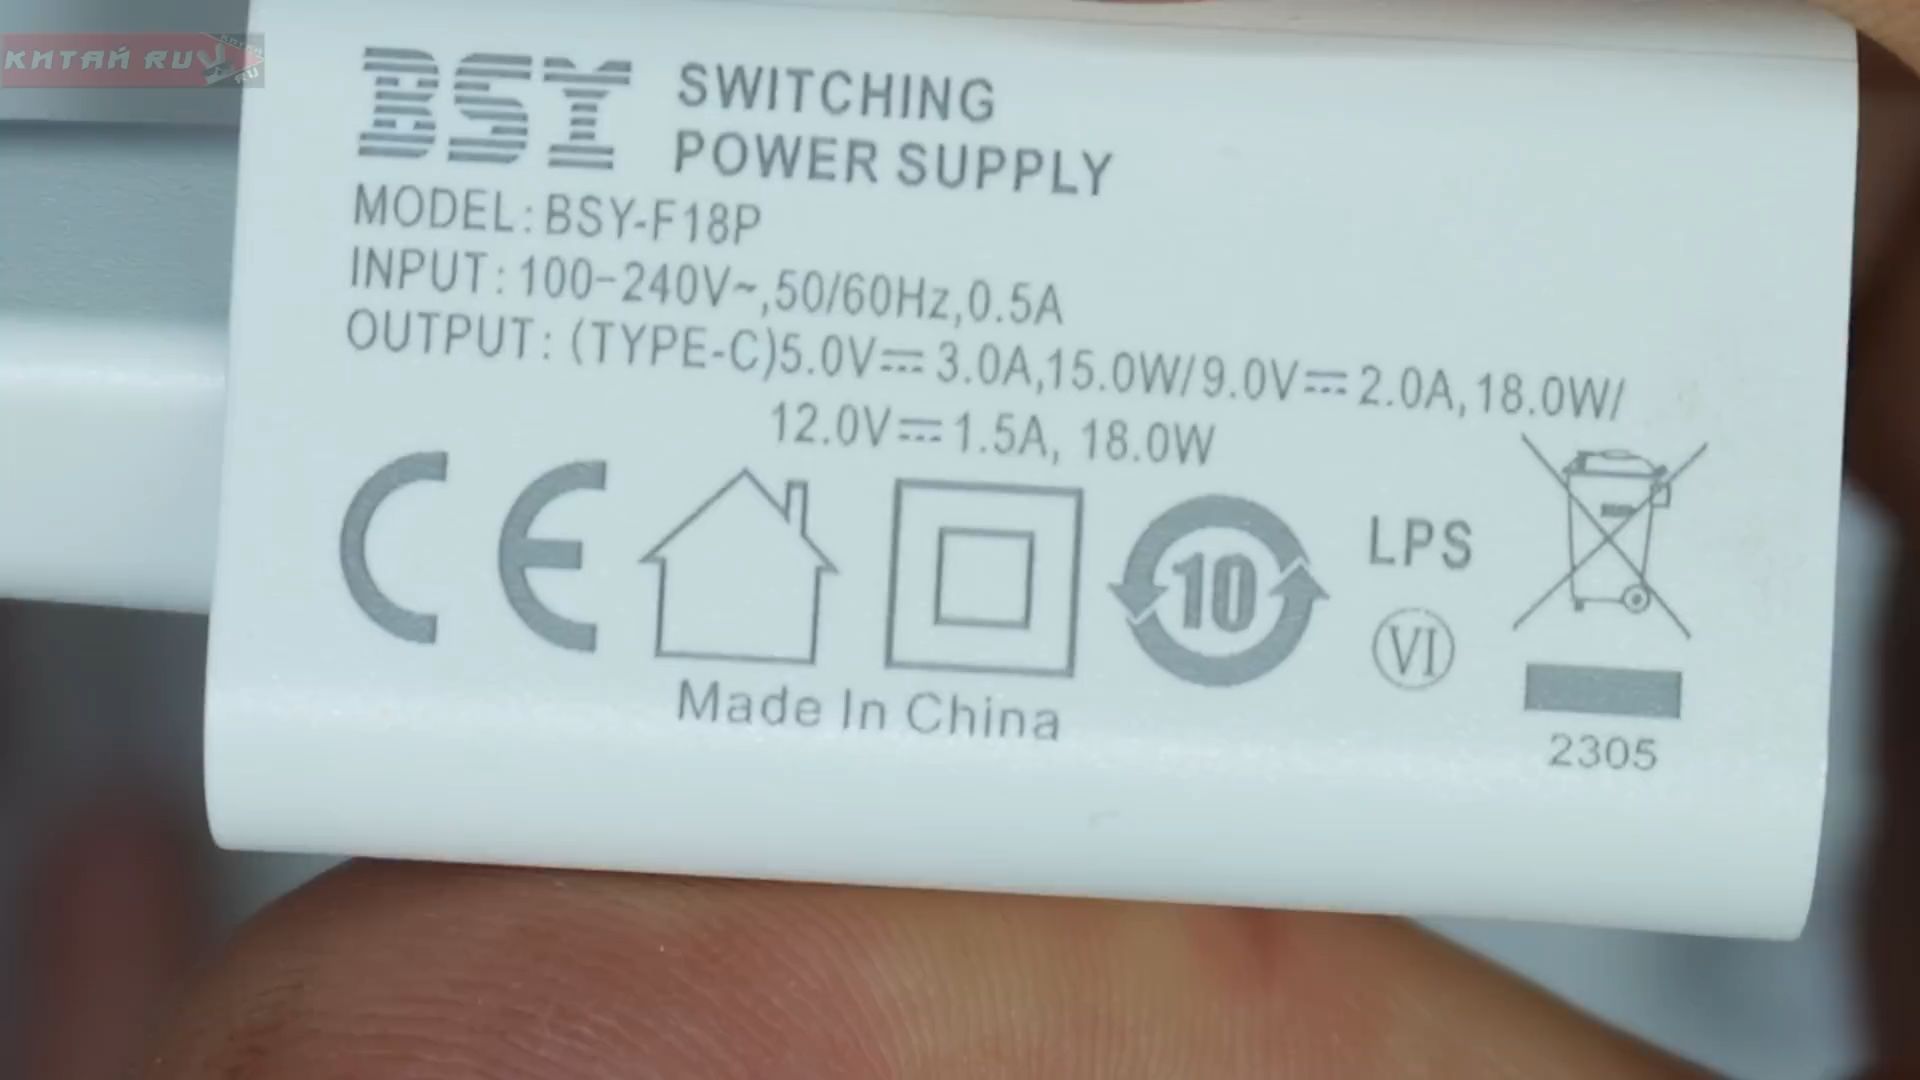 КИТАЙ RU
КИТАЙ
RU
BSY SWITCHING
POWER SUPPLY
MODEL: BSY-F18P
INPUT: 100-240V~,50/60Hz,0.5A
OUTPUT: (TYPE-C)5.0V⎓3.0A,15.0W/9.0V⎓2.0A,18.0W/
12.0V⎓1.5A, 18.0W
CE
10
LPS
VI
Made In China
2305